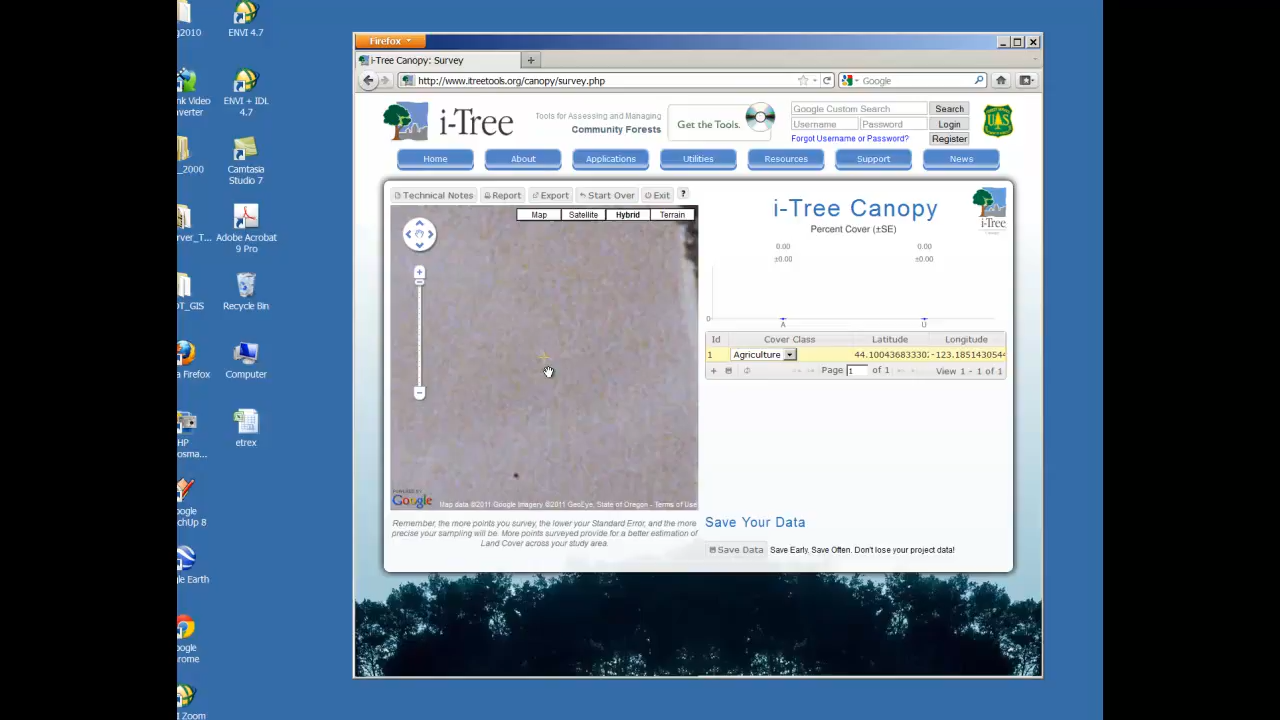 g2010
ENVI 4.7
nk Video
verter
ENVI + IDL
4.7
_2000
Camtasia
Studio 7
rver_T...
Adobe Acrobat
9 Pro
OT_GIS
Recycle Bin
a Firefox
Computer
HP
osma...
etrex
oogle
chUP 8
le Earth
oogle
rome
I Zoom
Firefox
i-Tree Canopy: Survey
http://www.itreetools.org/canopy/survey.php
Google
i-Tree
Tools for Assessing and Managing
Community Forests
Get the Tools.
Google Custom Search
Search
Username
Password
Login
Forgot Username or Password?
Register
UAS
Home
About
Applications
Utilities
Resources
Support
News
Technical Notes
Report
Export
Start Over
Exit
?
Map
Satellite
Hybrid
Terrain
POWERED BY
Google
Map data ©2011 Google Imagery ©2011 GeoEye, State of Oregon - Terms of Use
Remember, the more points you survey, the lower your Standard Error, and the more
precise your sampling will be. More points surveyed provide for a better estimation of
Land Cover across your study area.
i-Tree Canopy
i-Tree
Percent Cover (±SE)
0.00
±0.00
0.00
±0.00
0
A
U
Id Cover Class Latitude Longitude
1 Agriculture 44.10043683330 -123.185143054
Page 1 of 1
View 1 - 1 of 1
Save Your Data
Save Data
Save Early, Save Often. Don't lose your project data!